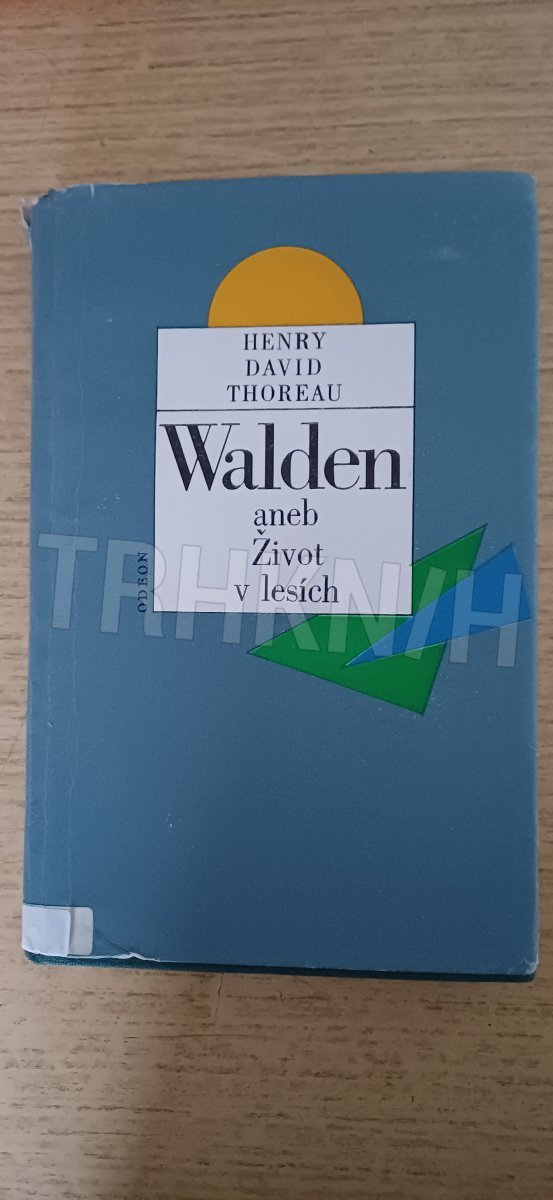 HENRY
DAVID
THOREAU
Walden
aneb
Život
v lesích
ODEON
TRHKNIH